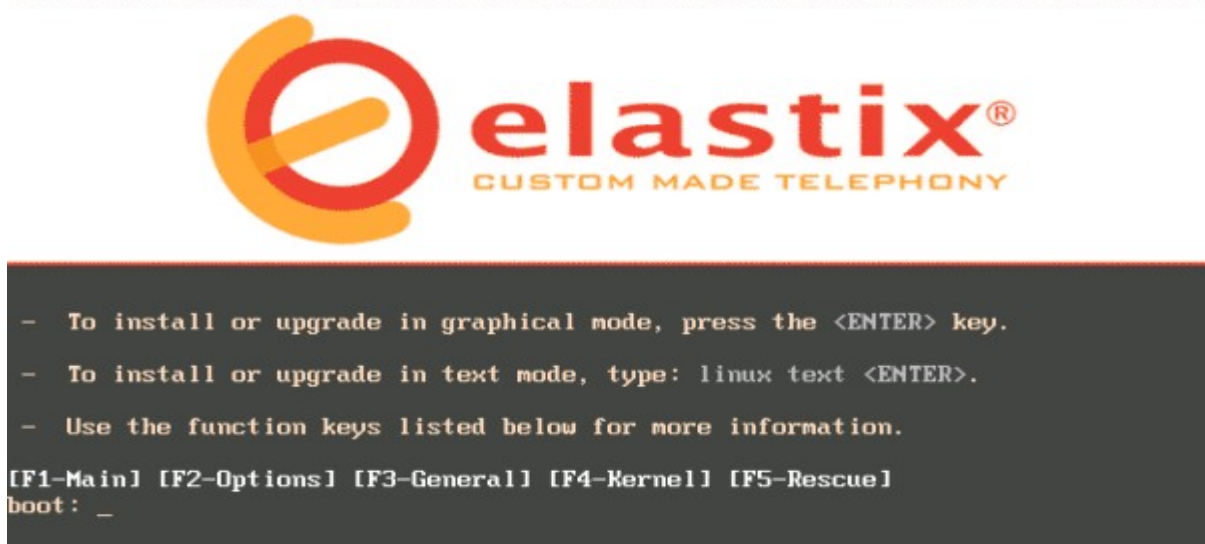 elastix®
CUSTOM MADE TELEPHONY
- To install or upgrade in graphical mode, press the <ENTER> key.
- To install or upgrade in text mode, type: linux text <ENTER>.
- Use the function keys listed below for more information.
[F1-Main] [F2-Options] [F3-General] [F4-Kernel] [F5-Rescue]
boot: _